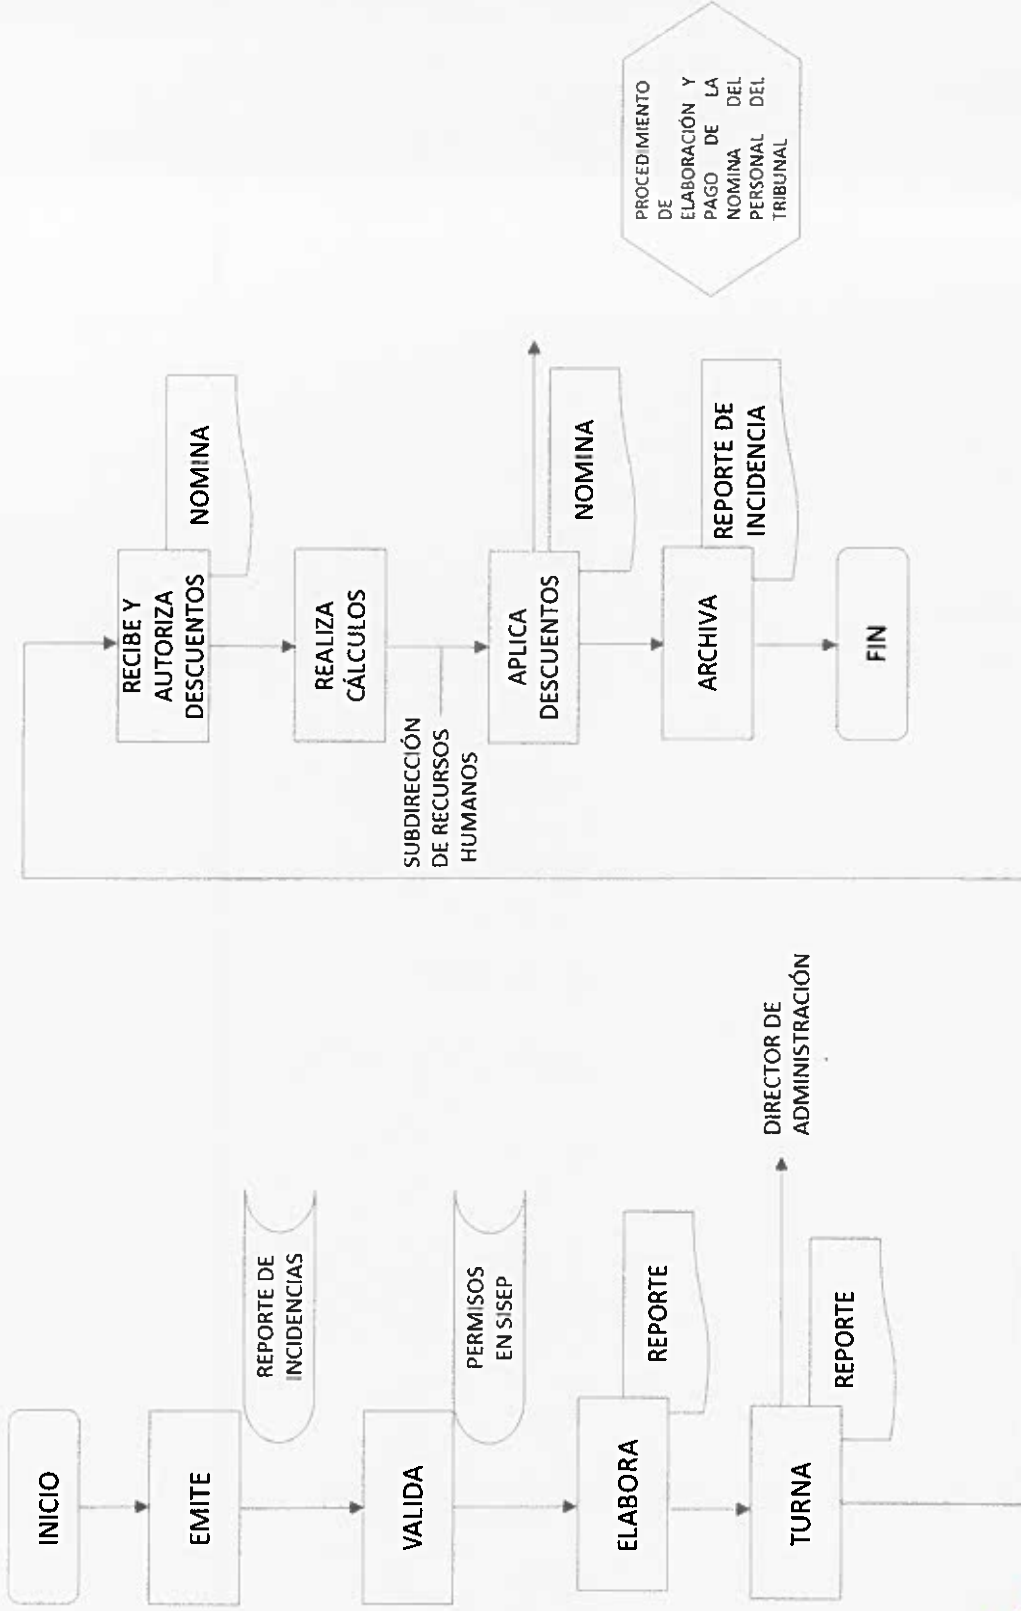 INICIO
EMITE
REPORTE DE
INCIDENCIAS
VALIDA
PERMISOS
EN SISEP
ELABORA
REPORTE
TURNA
REPORTE
DIRECTOR DE
ADMINISTRACIÓN
RECIBE Y
AUTORIZA
DESCUENTOS
NOMINA
REALIZA
CÁLCULOS
SUBDIRECCIÓN
DE RECURSOS
HUMANOS
APLICA
DESCUENTOS
NOMINA
ARCHIVA
REPORTE DE
INCIDENCIA
FIN
PROCEDIMIENTO
DE
ELABORACIÓN Y
PAGO DE LA
NOMINA DEL
PERSONAL DEL
TRIBUNAL